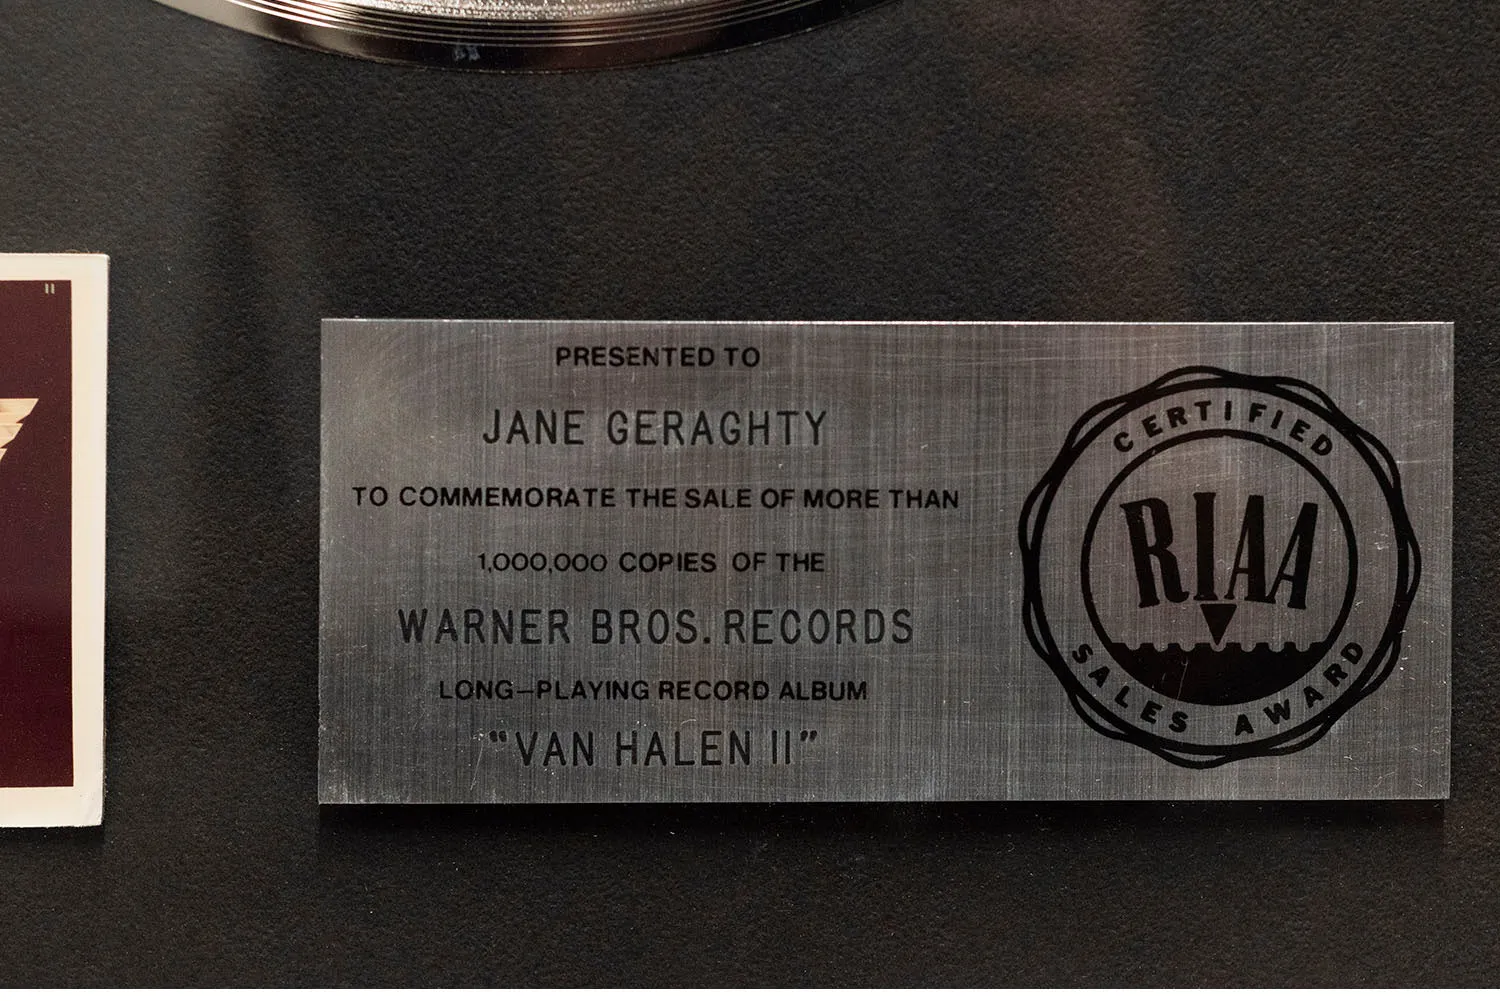 PRESENTED TO
JANE GERAGHTY
TO COMMEMORATE THE SALE OF MORE THAN
1,000,000 COPIES OF THE
WARNER BROS. RECORDS
LONG–PLAYING RECORD ALBUM
“VAN HALEN II”
CERTIFIED
RIAA
SALES AWARD
II